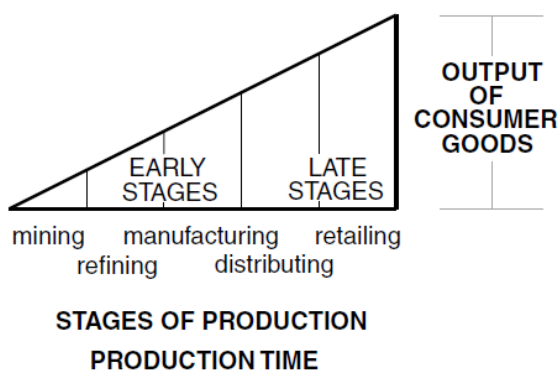 EARLY
STAGES
LATE
STAGES
OUTPUT
OF
CONSUMER
GOODS
mining manufacturing retailing
refining distributing
STAGES OF PRODUCTION
PRODUCTION TIME